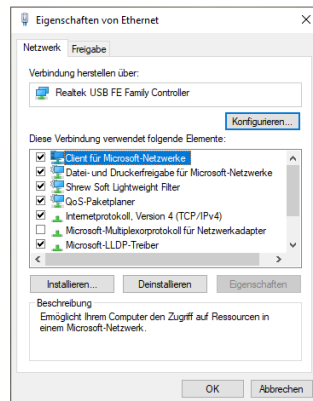 Eigenschaften von Ethernet
Netzwerk Freigabe
Verbindung herstellen über:
Realtek USB FE Family Controller
Konfigurieren...
Diese Verbindung verwendet folgende Elemente:
Client für Microsoft-Netzwerke
Datei- und Druckerfreigabe für Microsoft-Netzwerke
Shrew Soft Lightweight Filter
QoS-Paketplaner
Internetprotokoll, Version 4 (TCP/IPv4)
Microsoft-Multiplexorprotokoll für Netzwerkadapter
Microsoft-LLDP-Treiber
Installieren... Deinstallieren Eigenschaften
Beschreibung
Ermöglicht Ihrem Computer den Zugriff auf Ressourcen in
einem Microsoft-Netzwerk.
OK Abbrechen